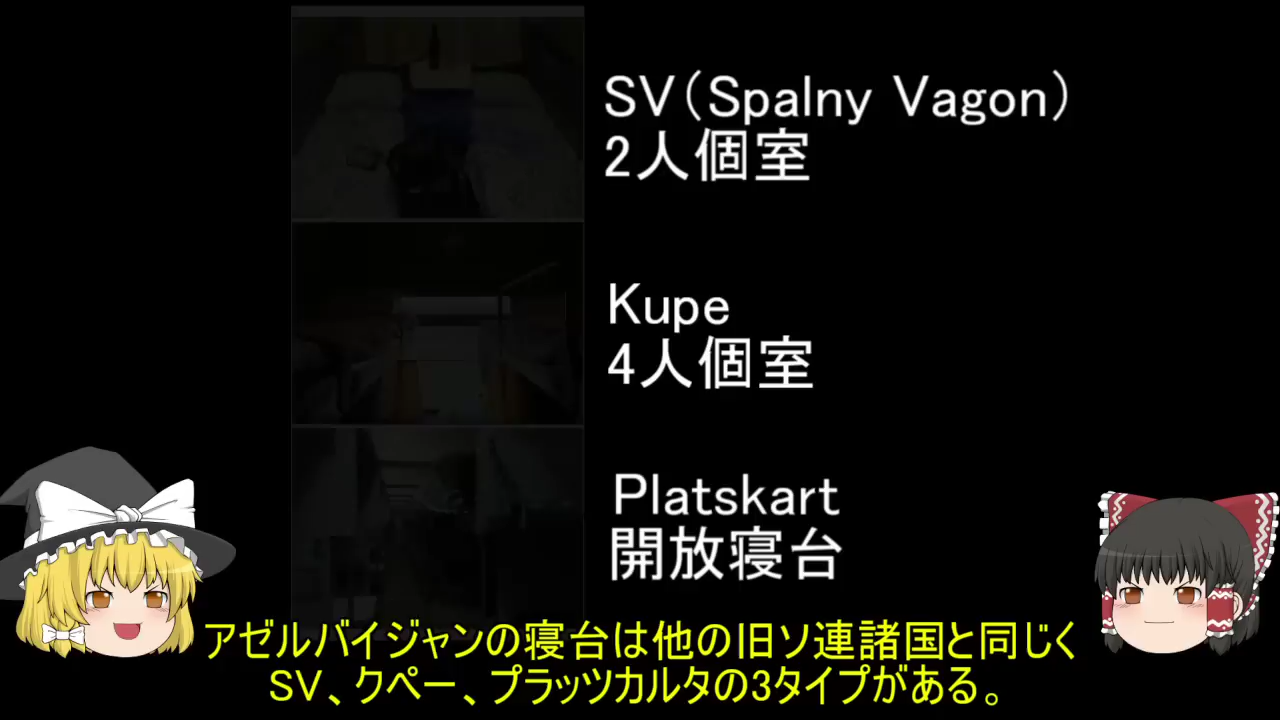 SV（Spalny Vagon）
2人個室
Kupe
4人個室
Platskart
開放寝台
アゼルバイジャンの寝台は他の旧ソ連諸国と同じく
SV、クペー、プラッツカルタの3タイプがある。